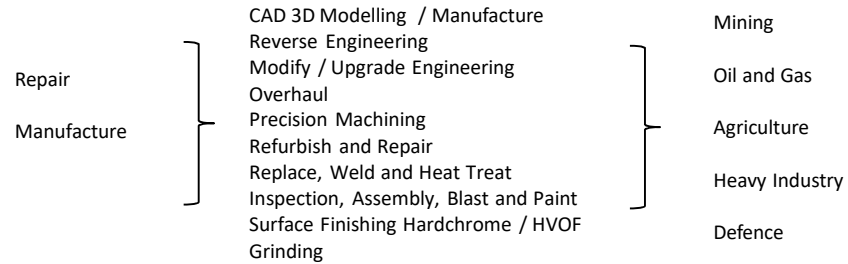 Repair
Manufacture
CAD 3D Modelling / Manufacture
Reverse Engineering
Modify / Upgrade Engineering
Overhaul
Precision Machining
Refurbish and Repair
Replace, Weld and Heat Treat
Inspection, Assembly, Blast and Paint
Surface Finishing Hardchrome / HVOF
Grinding
Mining
Oil and Gas
Agriculture
Heavy Industry
Defence